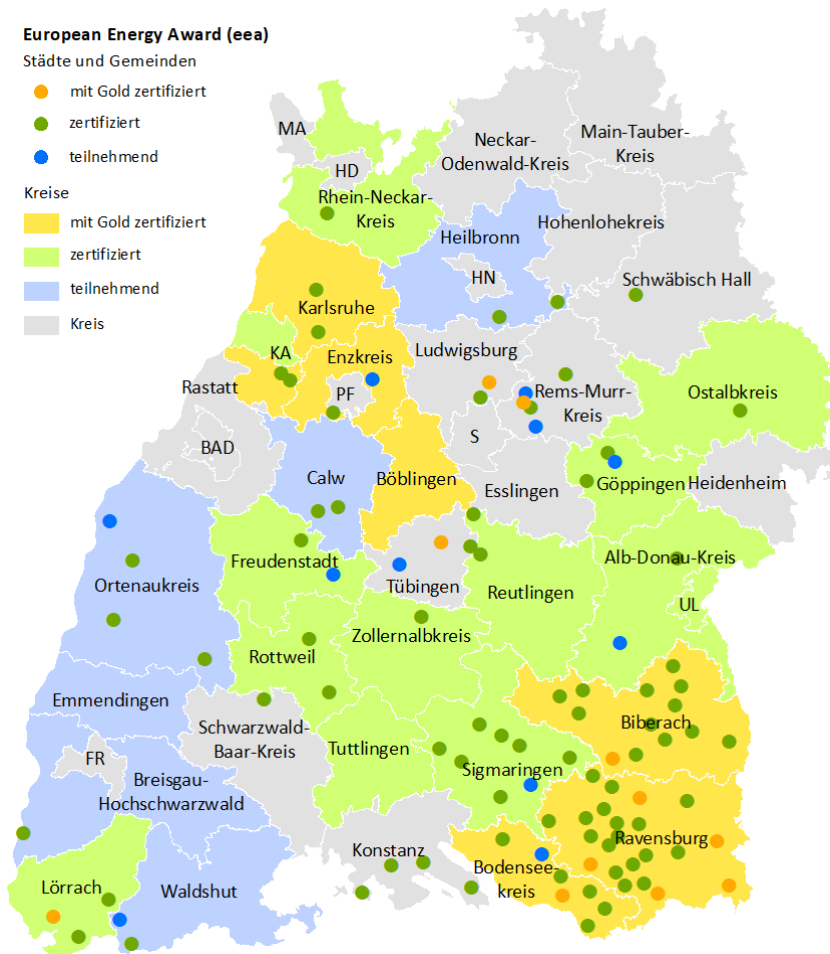 European Energy Award (eea)
Städte und Gemeinden
mit Gold zertifiziert
zertifiziert
teilnehmend
Kreise
mit Gold zertifiziert
zertifiziert
teilnehmend
Kreis
MA
HD
Neckar-
Odenwald-Kreis
Main-Tauber-
Kreis
Rhein-Neckar-
Kreis
Heilbronn
Hohenlohekreis
HN
Schwäbisch Hall
Karlsruhe
KA
Enzkreis
Ludwigsburg
Rastatt
PF
Rems-Murr-
Kreis
Ostalbkreis
BAD
S
Calw
Böblingen
Esslingen
Göppingen
Heidenheim
Freudenstadt
Tübingen
Alb-Donau-Kreis
Ortenaukreis
Reutlingen
UL
Zollernalbkreis
Rottweil
Emmendingen
Schwarzwald-
Baar-Kreis
Biberach
Tuttlingen
FR
Sigmaringen
Breisgau-
Hochschwarzwald
Ravensburg
Konstanz
Bodensee-
kreis
Lörrach
Waldshut